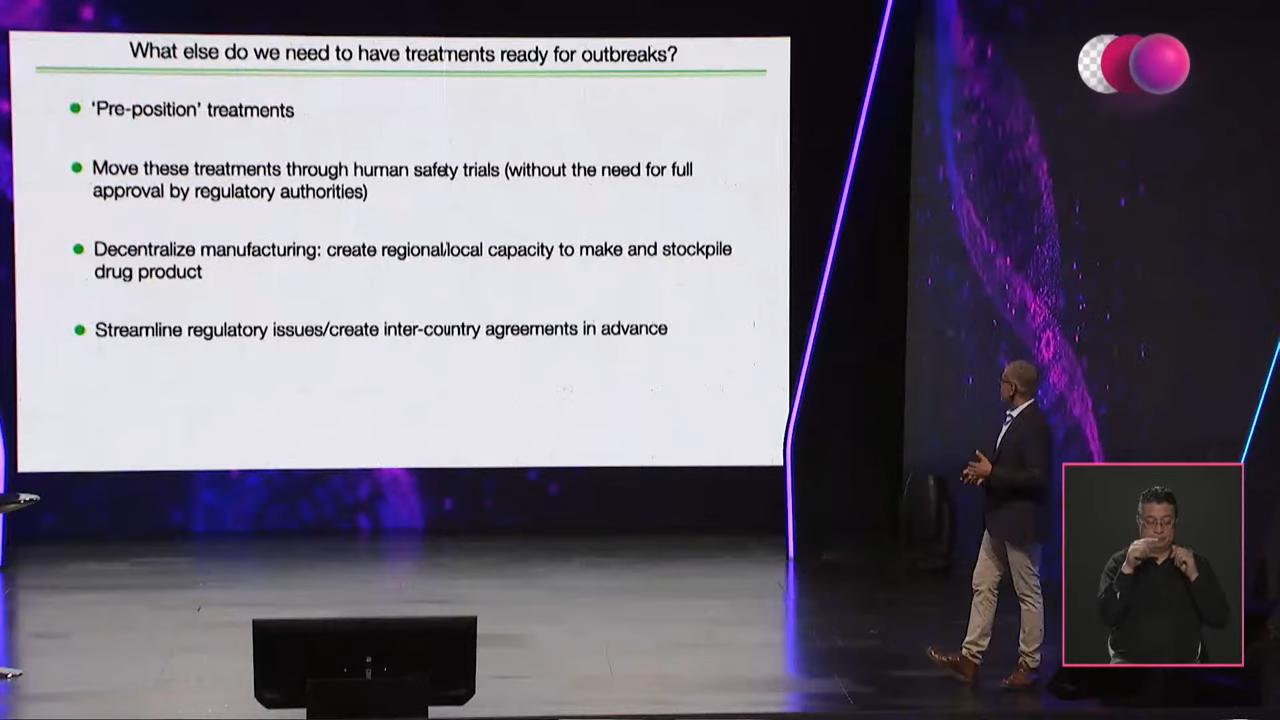 What else do we need to have treatments ready for outbreaks?
'Pre-position' treatments
Move these treatments through human safety trials (without the need for full
approval by regulatory authorities)
Decentralize manufacturing: create regional/local capacity to make and stockpile
drug product
Streamline regulatory issues/create inter-country agreements in advance